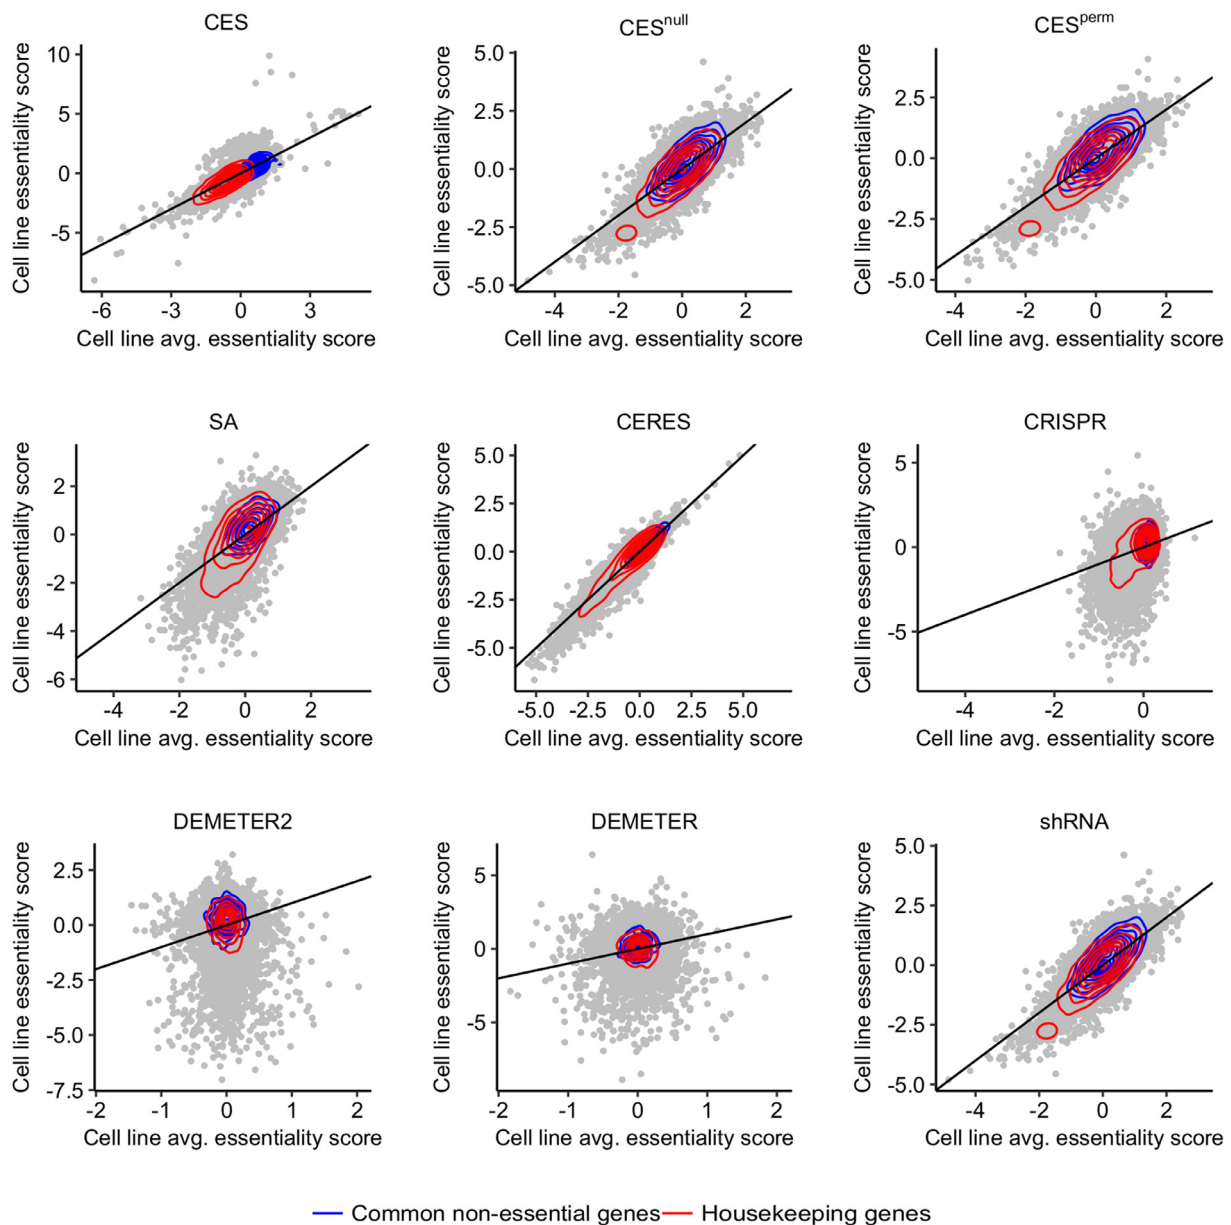 CES
CES^null
CES^perm
Cell line essentiality score
10
5
0
-5
-6
-3
0
3
Cell line avg. essentiality score
Cell line essentiality score
5.0
2.5
0.0
-2.5
-5.0
-4
-2
0
2
Cell line avg. essentiality score
Cell line essentiality score
2.5
0.0
-2.5
-5.0
-4
-2
0
2
Cell line avg. essentiality score
SA
CERES
CRISPR
Cell line essentiality score
2
0
-2
-4
-6
-4
-2
0
2
Cell line avg. essentiality score
Cell line essentiality score
5.0
2.5
0.0
-2.5
-5.0
-5.0
-2.5
0.0
2.5
5.0
Cell line avg. essentiality score
Cell line essentiality score
5
0
-5
-4
-2
0
Cell line avg. essentiality score
DEMETER2
DEMETER
shRNA
Cell line essentiality score
2.5
0.0
-2.5
-5.0
-7.5
-2
-1
0
1
2
Cell line avg. essentiality score
Cell line essentiality score
5
0
-5
-2
-1
0
1
2
Cell line avg. essentiality score
Cell line essentiality score
5.0
2.5
0.0
-2.5
-5.0
-4
-2
0
2
Cell line avg. essentiality score
Common non-essential genes
Housekeeping genes